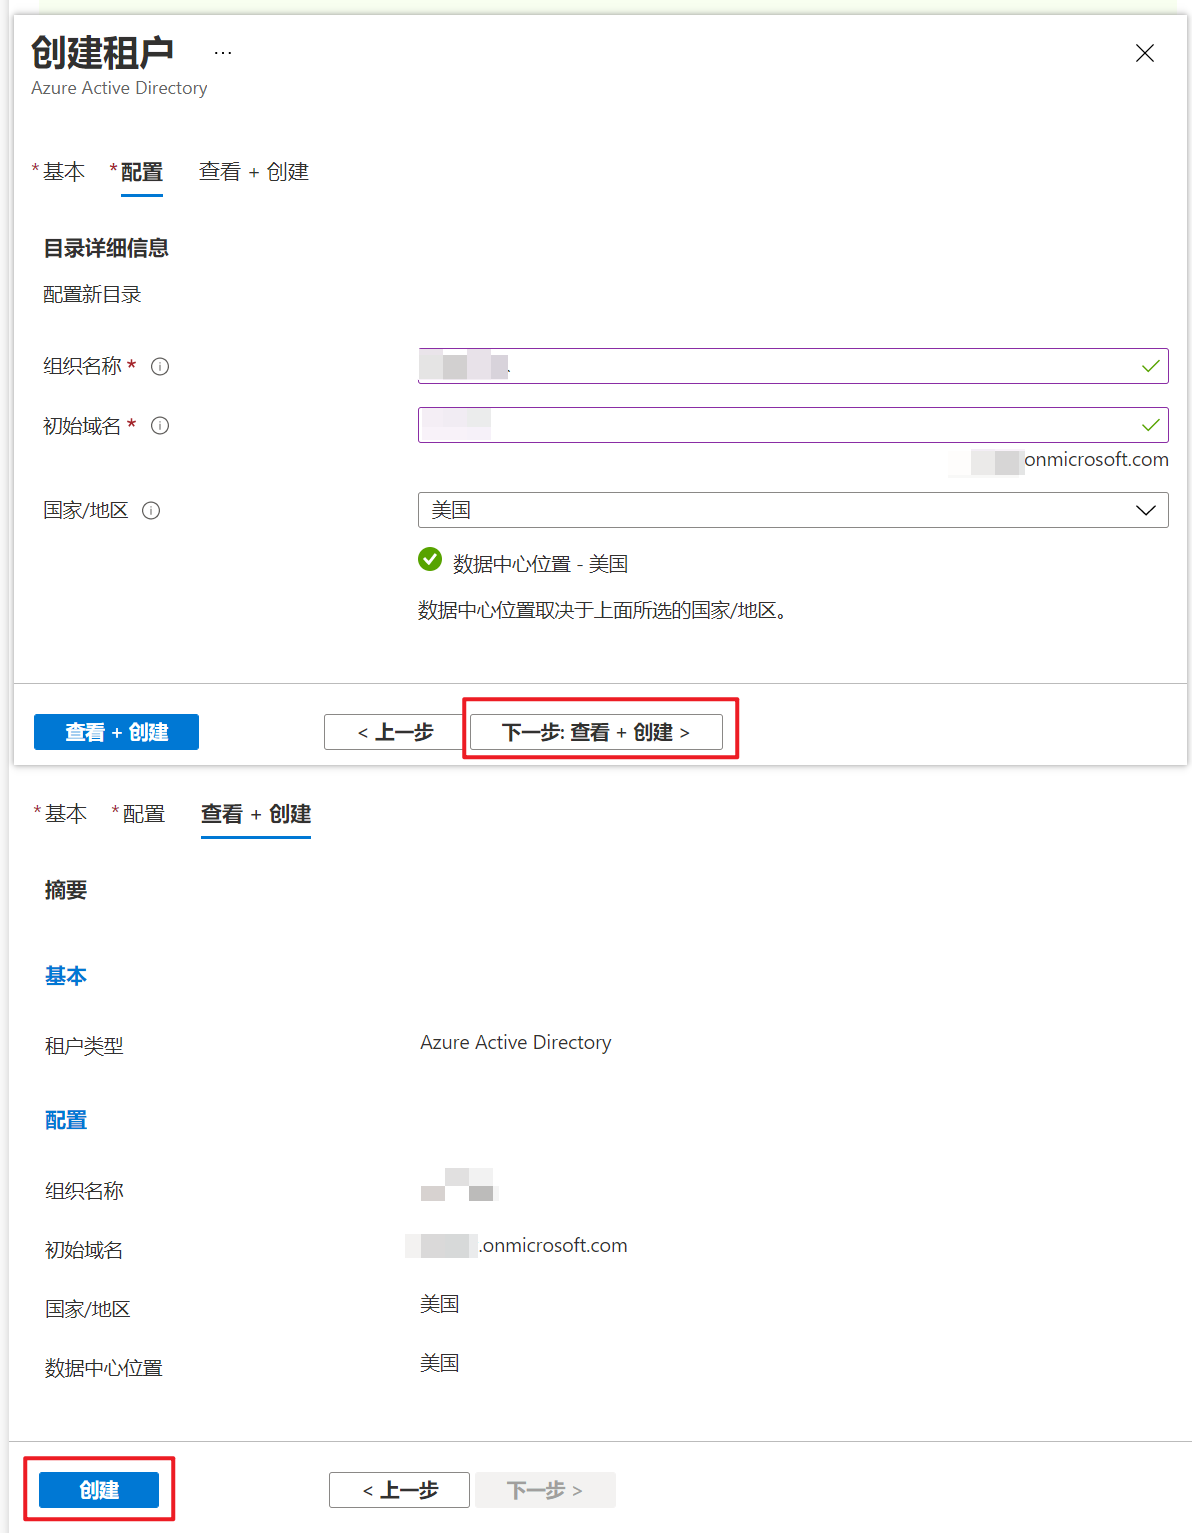 创建租户 ...
Azure Active Directory
* 基本 * 配置 查看 + 创建
目录详细信息
配置新目录
组织名称 *
初始域名 *
onmicrosoft.com
国家/地区 美国
数据中心位置 - 美国
数据中心位置取决于上面所选的国家/地区。
查看 + 创建 < 上一步 下一步: 查看 + 创建 >
* 基本 * 配置 查看 + 创建
摘要
基本
租户类型 Azure Active Directory
配置
组织名称
初始域名 .onmicrosoft.com
国家/地区 美国
数据中心位置 美国
创建 < 上一步 下一步 >